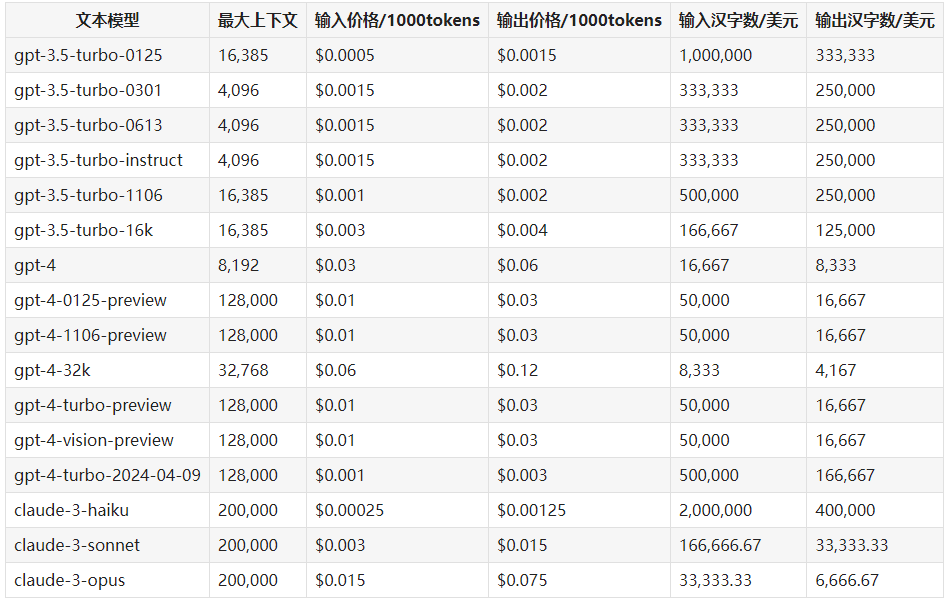 文本模型 最大上下文 输入价格/1000tokens 输出价格/1000tokens 输入汉字数/美元 输出汉字数/美元
gpt-3.5-turbo-0125 16,385 $0.0005 $0.0015 1,000,000 333,333
gpt-3.5-turbo-0301 4,096 $0.0015 $0.002 333,333 250,000
gpt-3.5-turbo-0613 4,096 $0.0015 $0.002 333,333 250,000
gpt-3.5-turbo-instruct 4,096 $0.0015 $0.002 333,333 250,000
gpt-3.5-turbo-1106 16,385 $0.001 $0.002 500,000 250,000
gpt-3.5-turbo-16k 16,385 $0.003 $0.004 166,667 125,000
gpt-4 8,192 $0.03 $0.06 16,667 8,333
gpt-4-0125-preview 128,000 $0.01 $0.03 50,000 16,667
gpt-4-1106-preview 128,000 $0.01 $0.03 50,000 16,667
gpt-4-32k 32,768 $0.06 $0.12 8,333 4,167
gpt-4-turbo-preview 128,000 $0.01 $0.03 50,000 16,667
gpt-4-vision-preview 128,000 $0.01 $0.03 50,000 16,667
gpt-4-turbo-2024-04-09 128,000 $0.001 $0.003 500,000 166,667
claude-3-haiku 200,000 $0.00025 $0.00125 2,000,000 400,000
claude-3-sonnet 200,000 $0.003 $0.015 166,666.67 33,333.33
claude-3-opus 200,000 $0.015 $0.075 33,333.33 6,666.67